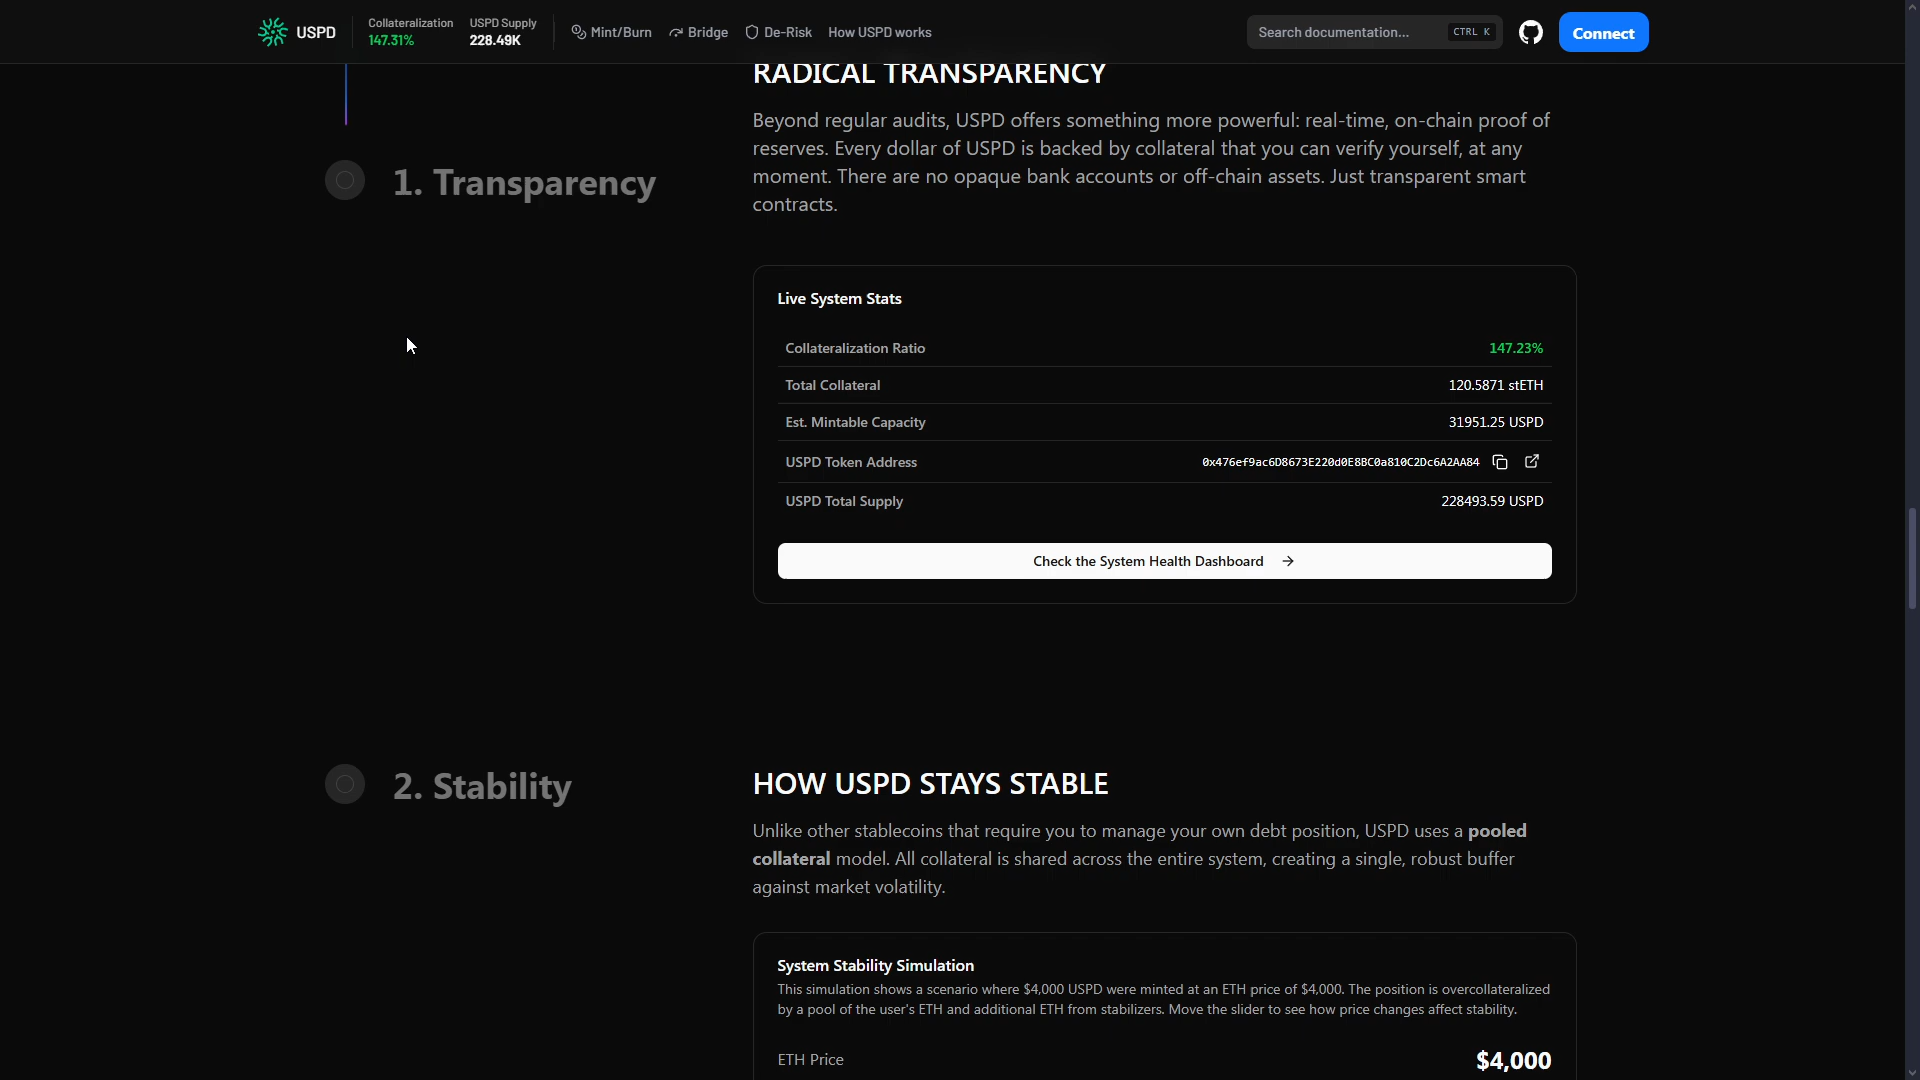 USPD
Collateralization
147.31%
USPD Supply
228.49K
Mint/Burn
Bridge
De-Risk
How USPD works
Search documentation...
CTRL K
Connect
RADICAL TRANSPARENCY
Beyond regular audits, USPD offers something more powerful: real-time, on-chain proof of
reserves. Every dollar of USPD is backed by collateral that you can verify yourself, at any
moment. There are no opaque bank accounts or off-chain assets. Just transparent smart
contracts.
1. Transparency
Live System Stats
Collateralization Ratio 147.23%
Total Collateral 120.5871 stETH
Est. Mintable Capacity 31951.25 USPD
USPD Token Address 0x476ef9ac6D8673E220d0E8BC0a810C2Dc6A2AA84
USPD Total Supply 228493.59 USPD
Check the System Health Dashboard
2. Stability
HOW USPD STAYS STABLE
Unlike other stablecoins that require you to manage your own debt position, USPD uses a pooled
collateral model. All collateral is shared across the entire system, creating a single, robust buffer
against market volatility.
System Stability Simulation
This simulation shows a scenario where $4,000 USPD were minted at an ETH price of $4,000. The position is overcollateralized
by a pool of the user's ETH and additional ETH from stabilizers. Move the slider to see how price changes affect stability.
ETH Price $4,000